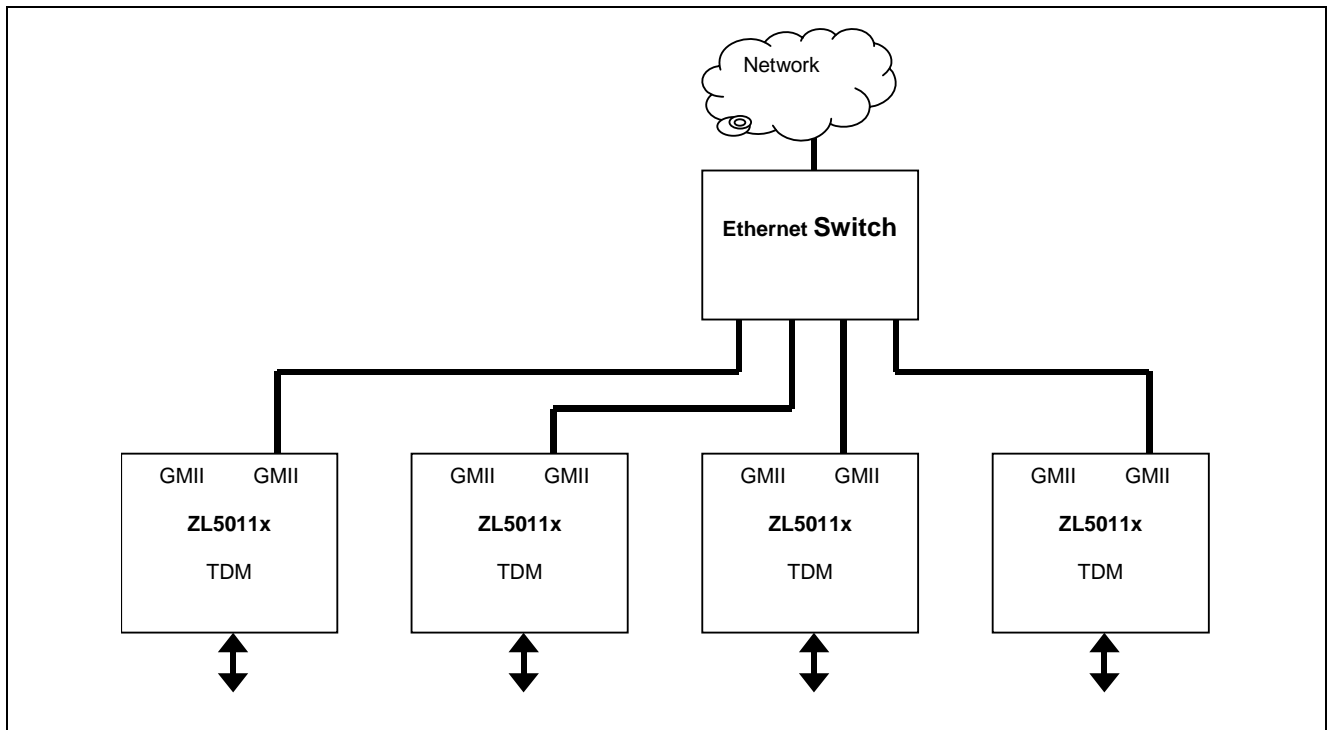 Network
Ethernet Switch
GMII GMII GMII GMII GMII GMII GMII GMII
ZL5011x ZL5011x ZL5011x ZL5011x
TDM TDM TDM TDM